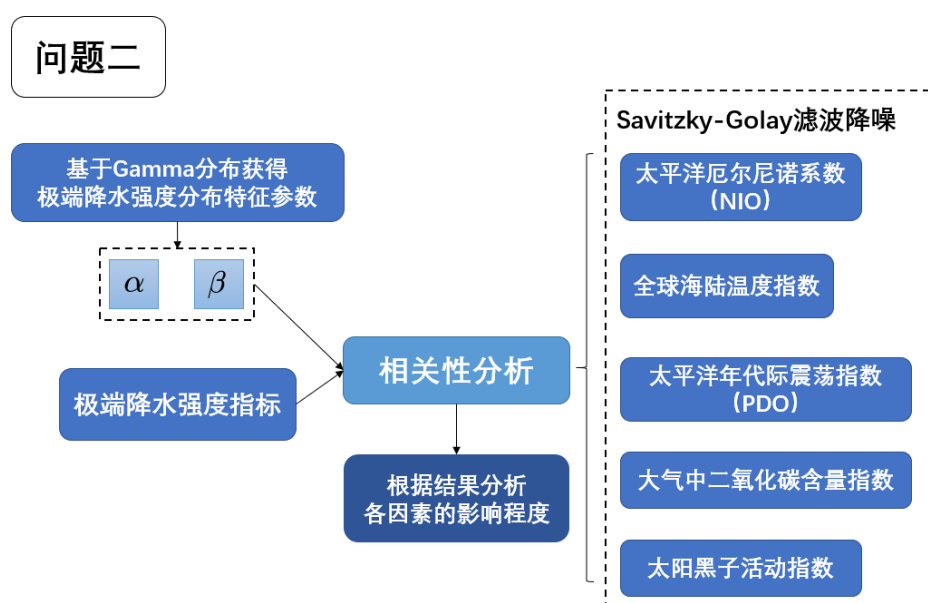 问题二
基于Gamma分布获得
极端降水强度分布特征参数
α
β
极端降水强度指标
相关性分析
根据结果分析
各因素的影响程度
Savitzky-Golay滤波降噪
太平洋厄尔尼诺系数
（NIO）
全球海陆温度指数
太平洋年代际震荡指数
（PDO）
大气中二氧化碳含量指数
太阳黑子活动指数